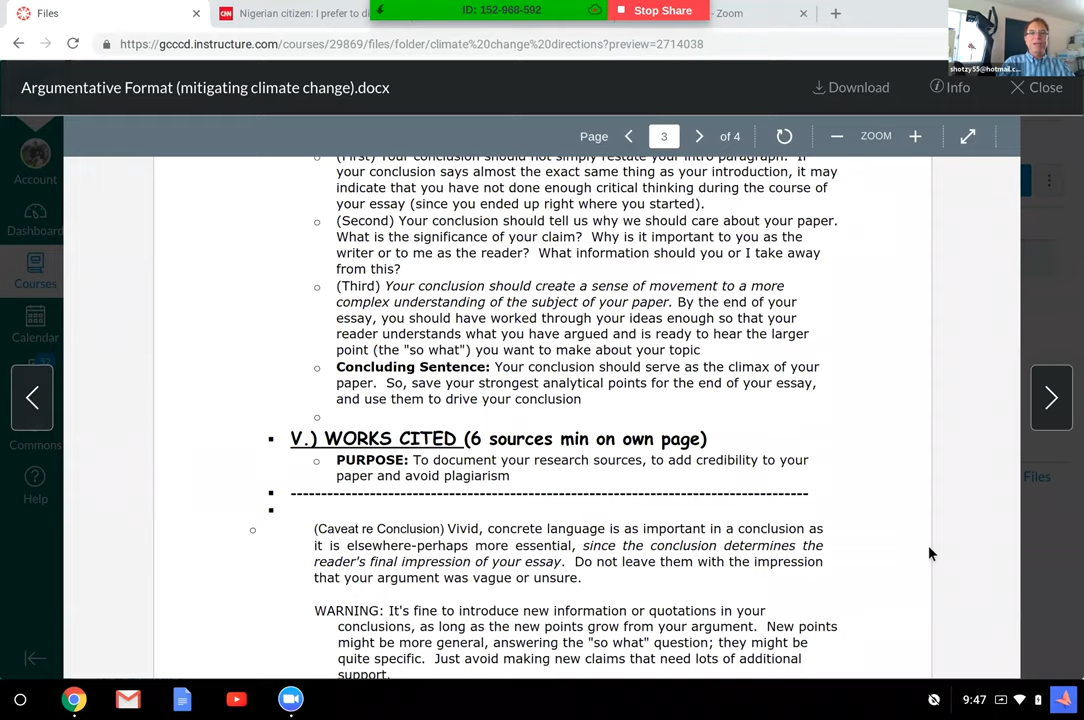 Files
Nigerian citizen: I prefer to di
ID: 152-968-592
Stop Share
- Zoom
https://gcccd.instructure.com/courses/29869/files/folder/climate%20change%20directions?preview=2714038
shotzy55@hotmail.c...
Argumentative Format (mitigating climate change).docx
Download
Info
Close
Page
3
of 4
ZOOM
Account
Dashboard
Courses
Calendar
32
Commons
Help
Files
(First) Your conclusion should not simply restate your intro paragraph. If
your conclusion says almost the exact same thing as your introduction, it may
indicate that you have not done enough critical thinking during the course of
your essay (since you ended up right where you started).
(Second) Your conclusion should tell us why we should care about your paper.
What is the significance of your claim? Why is it important to you as the
writer or to me as the reader? What information should you or I take away
from this?
(Third) Your conclusion should create a sense of movement to a more
complex understanding of the subject of your paper. By the end of your
essay, you should have worked through your ideas enough so that your
reader understands what you have argued and is ready to hear the larger
point (the "so what") you want to make about your topic
Concluding Sentence: Your conclusion should serve as the climax of your
paper. So, save your strongest analytical points for the end of your essay,
and use them to drive your conclusion
V.) WORKS CITED (6 sources min on own page)
PURPOSE: To document your research sources, to add credibility to your
paper and avoid plagiarism
(Caveat re Conclusion) Vivid, concrete language is as important in a conclusion as
it is elsewhere-perhaps more essential, since the conclusion determines the
reader's final impression of your essay. Do not leave them with the impression
that your argument was vague or unsure.
WARNING: It's fine to introduce new information or quotations in your
conclusions, as long as the new points grow from your argument. New points
might be more general, answering the "so what" question; they might be
quite specific. Just avoid making new claims that need lots of additional
support.
9:47